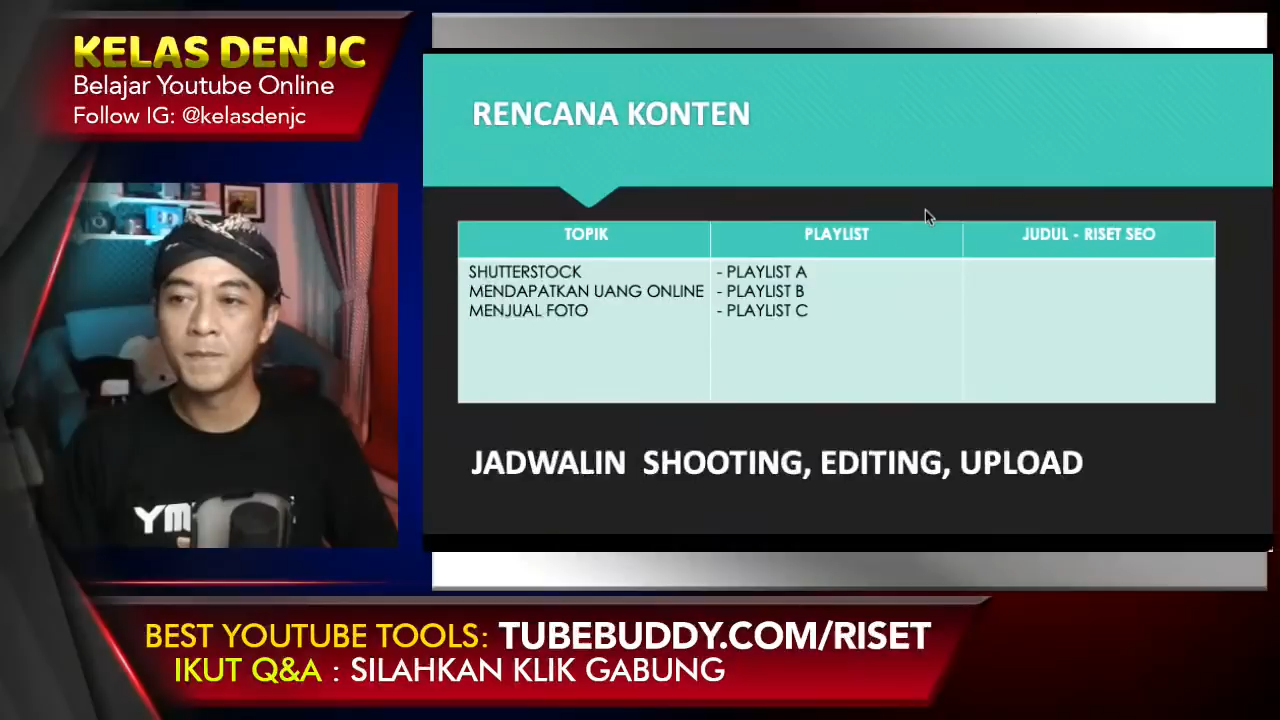 KELAS DEN JC
Belajar Youtube Online
Follow IG: @kelasdenjc
RENCANA KONTEN
TOPIK
PLAYLIST
JUDUL - RISET SEO
SHUTTERSTOCK
MENDAPATKAN UANG ONLINE
MENJUAL FOTO
- PLAYLIST A
- PLAYLIST B
- PLAYLIST C
JADWALIN SHOOTING, EDITING, UPLOAD
YM
BEST YOUTUBE TOOLS: TUBEBUDDY.COM/RISET
IKUT Q&A : SILAHKAN KLIK GABUNG